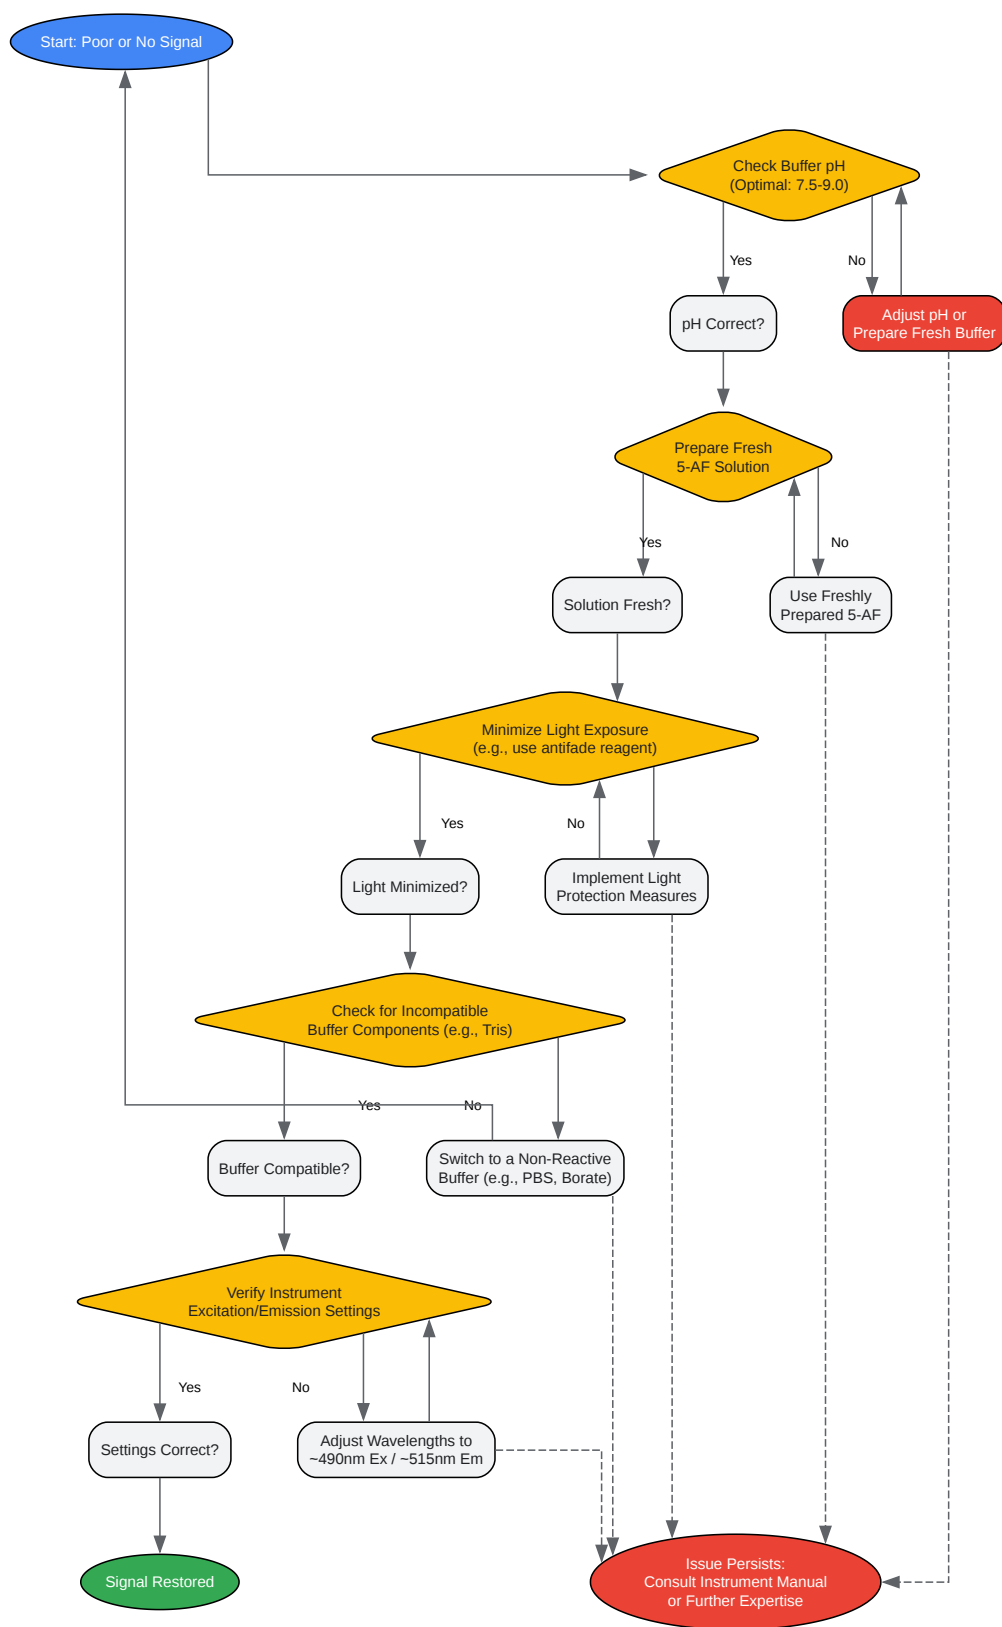 Start: Poor or No Signal
Check Buffer pH
(Optimal: 7.5-9.0)
Yes
No
pH Correct?
Adjust pH or
Prepare Fresh Buffer
Prepare Fresh
5-AF Solution
Yes
No
Solution Fresh?
Use Freshly
Prepared 5-AF
Minimize Light Exposure
(e.g., use antifade reagent)
Yes
No
Light Minimized?
Implement Light
Protection Measures
Check for Incompatible
Buffer Components (e.g., Tris)
Yes
No
Buffer Compatible?
Switch to a Non-Reactive
Buffer (e.g., PBS, Borate)
Verify Instrument
Excitation/Emission Settings
Yes
No
Settings Correct?
Adjust Wavelengths to
~490nm Ex / ~515nm Em
Signal Restored
Issue Persists:
Consult Instrument Manual
or Further Expertise